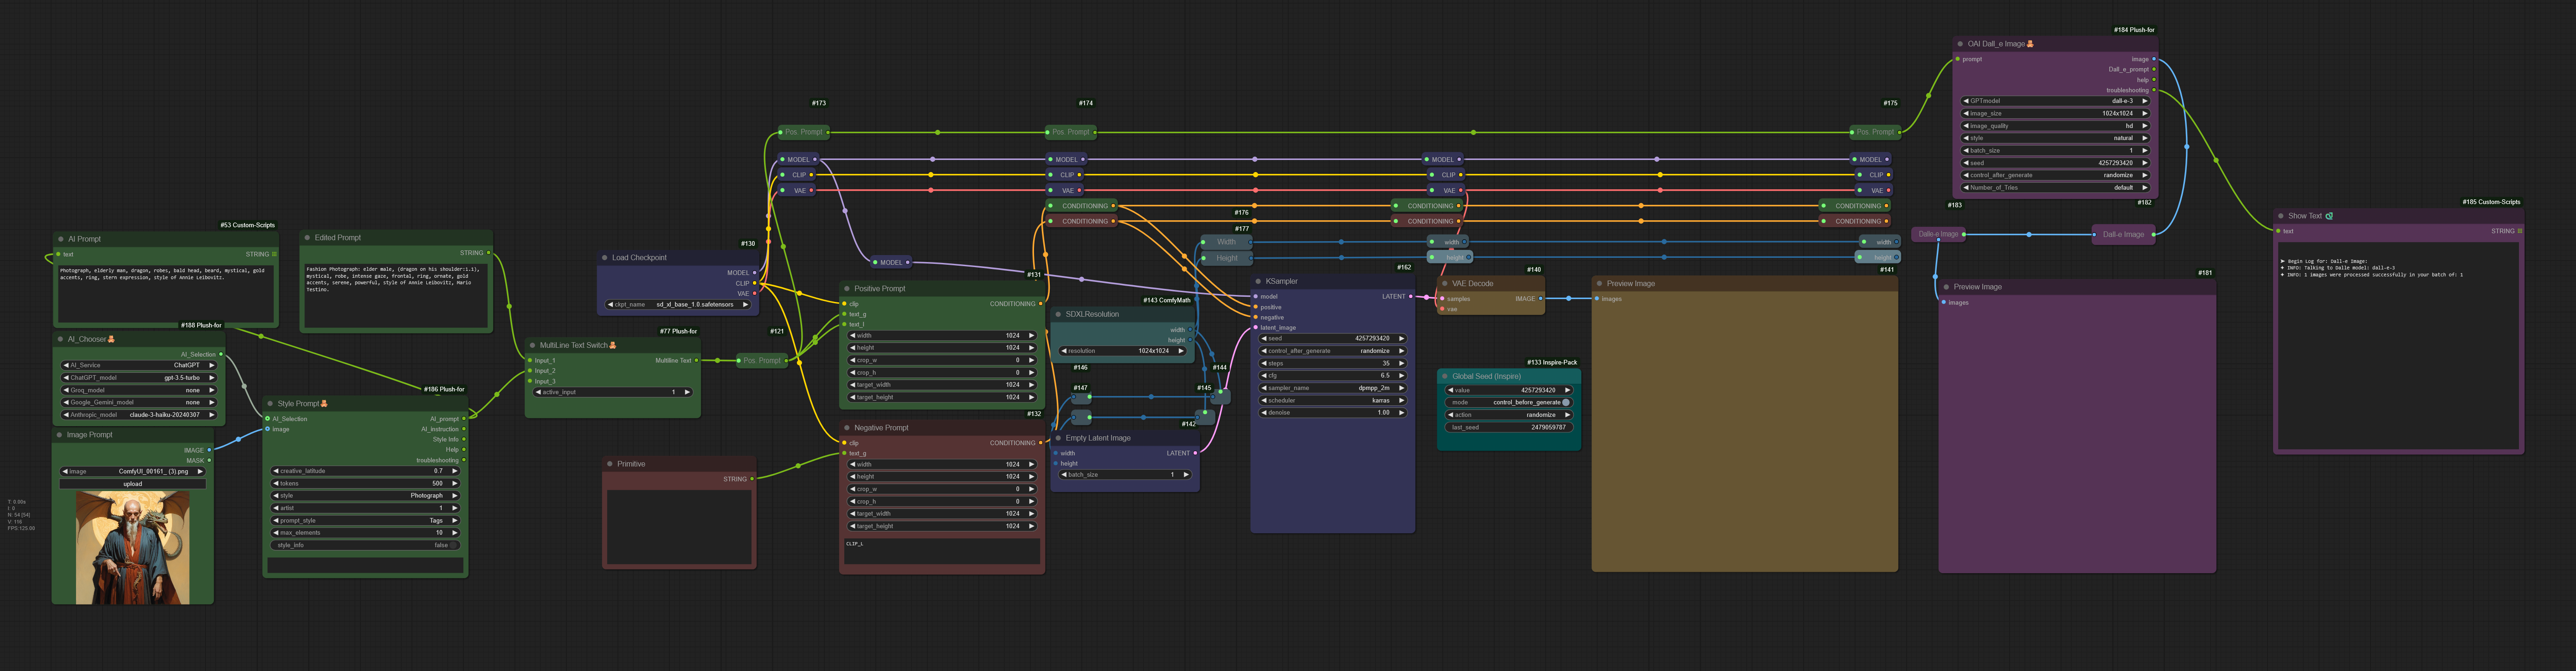 #53 Custom-Scripts
AI Prompt
text
STRING
Photograph, elderly man, dragon, robes, bald head, beard, mystical, gold
accents, ring, stern expression, style of Annie Leibovitz.
#188 Plush-for
AI_Chooser
AI_Selection
AI_Service ChatGPT
ChatGPT_model gpt-3.5-turbo
Groq_model none
Google_Gemini_model none
Anthropic_model claude-3-haiku-20240307
Image Prompt
IMAGE
MASK
image ComfyUI_00161_ (3).png
upload
T: 0.00s
I: 0
N: 54 [54]
V: 116
FPS:125.00
Edited Prompt
STRING
Fashion Photograph: elder male, (dragon on his shoulder:1.1),
mystical, robe, intense gaze, frontal, ring, ornate, gold
accents, serene, powerful, style of Annie Leibovitz, Mario
Testino.
#186 Plush-for
Style Prompt
AI_Selection AI_prompt
image AI_instruction
Style Info
Help
troubleshooting
creative_latitude 0.7
tokens 500
style Photograph
artist 1
prompt_style Tags
max_elements 10
style_info false
#77 Plush-for
MultiLine Text Switch
Input_1 Multiline Text
Input_2
Input_3
active_input 1
#130
Load Checkpoint
MODEL
CLIP
VAE
ckpt_name sd_xl_base_1.0.safetensors
#121
Pos. Prompt
Primitive
STRING
#173
Pos. Prompt
MODEL
CLIP
VAE
MODEL
#131
Positive Prompt
clip CONDITIONING
text_g
text_l
width 1024
height 1024
crop_w 0
crop_h 0
target_width 1024
target_height 1024
#132
Negative Prompt
clip CONDITIONING
text_g
width 1024
height 1024
crop_w 0
crop_h 0
target_width 1024
target_height 1024
CLIP_L
#174
Pos. Prompt
MODEL
CLIP
VAE
CONDITIONING
CONDITIONING
#143 ComfyMath
SDXLResolution
width
height
resolution 1024x1024
#146
#144
#147
#145
#142
Empty Latent Image
width LATENT
height
batch_size 1
#176
#177
Width
Height
#162
KSampler
model LATENT
positive
negative
latent_image
seed 4257293420
control_after_generate randomize
steps 35
cfg 6.5
sampler_name dpmpp_2m
scheduler karras
denoise 1.00
MODEL
CLIP
VAE
CONDITIONING
CONDITIONING
width
height
#140
VAE Decode
samples IMAGE
vae
#133 Inspire-Pack
Global Seed (Inspire)
value 4257293420
mode control_before_generate
action randomize
last_seed 2479059787
#175
Pos. Prompt
MODEL
CLIP
VAE
CONDITIONING
CONDITIONING
width
height
#141
Preview Image
images
#184 Plush-for
OAI Dall_e Image
prompt image
Dall_e_prompt
help
troubleshooting
GPTmodel dall-e-3
image_size 1024x1024
image_quality hd
style natural
batch_size 1
seed 4257293420
control_after_generate randomize
Number_of_Tries default
#183
#182
Dalle-e Image
Dall-e Image
#181
Preview Image
images
#185 Custom-Scripts
Show Text
text STRING
► Begin Log for: Dall-e Image:
INFO: Talking to Dalle model: dall-e-3
INFO: 1 images were processed successfully in your batch of: 1